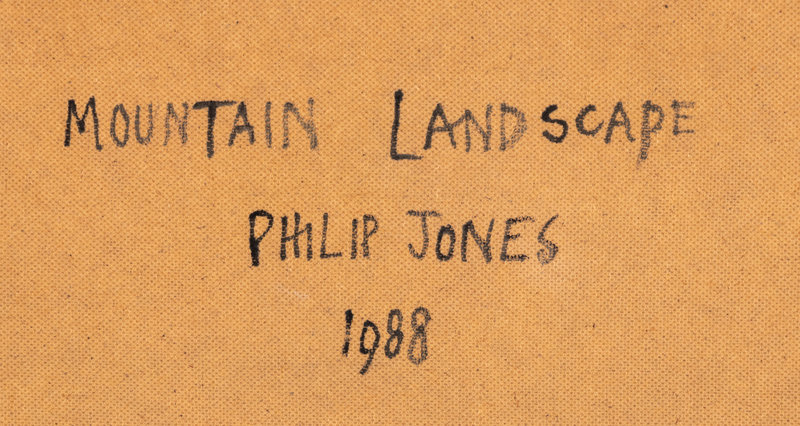 MOUNTAIN LANDSCAPE
PHILIP JONES
1988